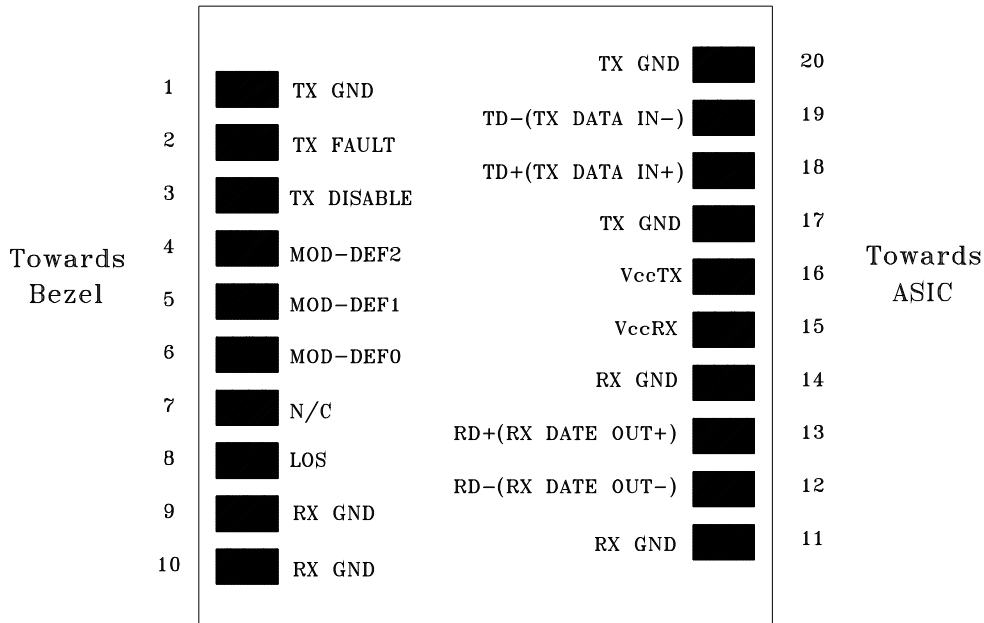 20
TX GND
1
TX GND
TD-(TX DATA IN-)
19
2
TX FAULT
TD+(TX DATA IN+)
18
3
TX DISABLE
TX GND
17
4
MOD-DEF2
Towards
Bezel
VccTX
16
Towards
ASIC
5
MOD-DEF1
VccRX
15
6
MOD-DEF0
RX GND
14
7
N/C
RD+(RX DATE OUT+)
13
8
LOS
RD-(RX DATE OUT-)
12
9
RX GND
RX GND
11
10
RX GND